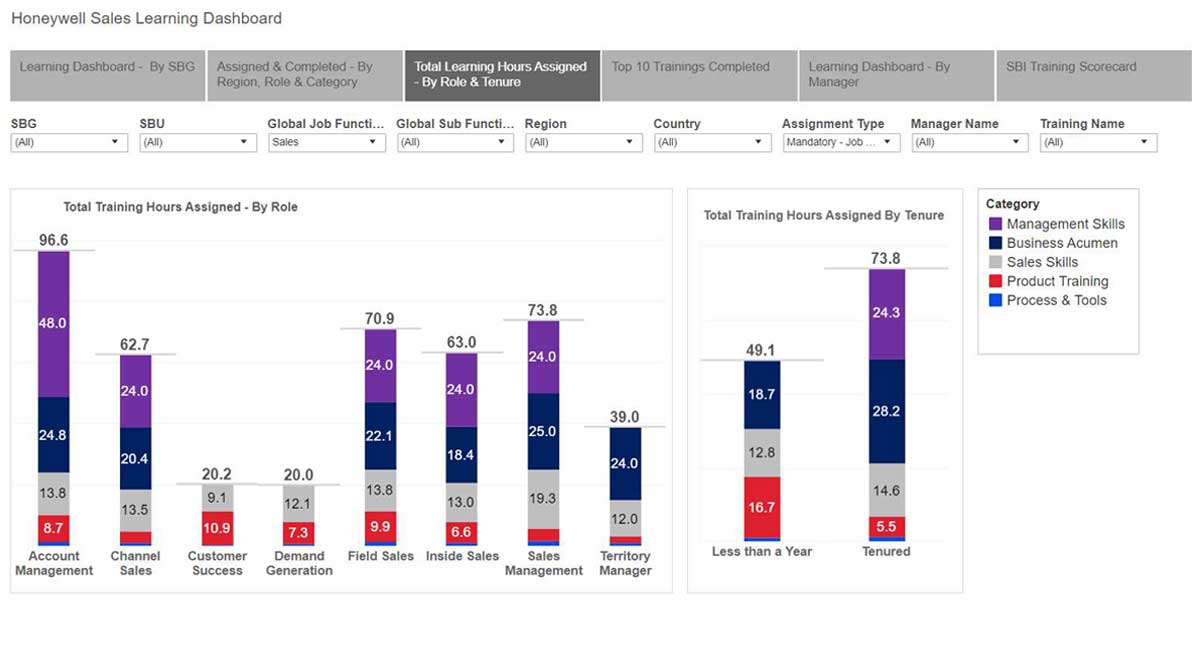 Honeywell Sales Learning Dashboard
Learning Dashboard - By SBG
Assigned & Completed - By
Region, Role & Category
Total Learning Hours Assigned
- By Role & Tenure
Top 10 Trainings Completed
Learning Dashboard - By
Manager
SBI Training Scorecard
SBG
SBU
Global Job Functi...
Global Sub Functi...
Region
Country
Assignment Type
Manager Name
Training Name
(All)
(All)
Sales
(All)
(All)
(All)
Mandatory - Job ...
(All)
(All)
Total Training Hours Assigned - By Role
96.6
48.0
24.8
13.8
8.7
Account
Management
62.7
24.0
20.4
13.5
Channel
Sales
20.2
9.1
10.9
Customer
Success
20.0
12.1
7.3
Demand
Generation
70.9
24.0
22.1
13.8
9.9
Field Sales
63.0
24.0
18.4
13.0
6.6
Inside Sales
73.8
24.0
25.0
19.3
Sales
Management
39.0
24.0
12.0
Territory
Manager
Total Training Hours Assigned By Tenure
49.1
18.7
12.8
16.7
Less than a Year
73.8
24.3
28.2
14.6
5.5
Tenured
Category
Management Skills
Business Acumen
Sales Skills
Product Training
Process & Tools